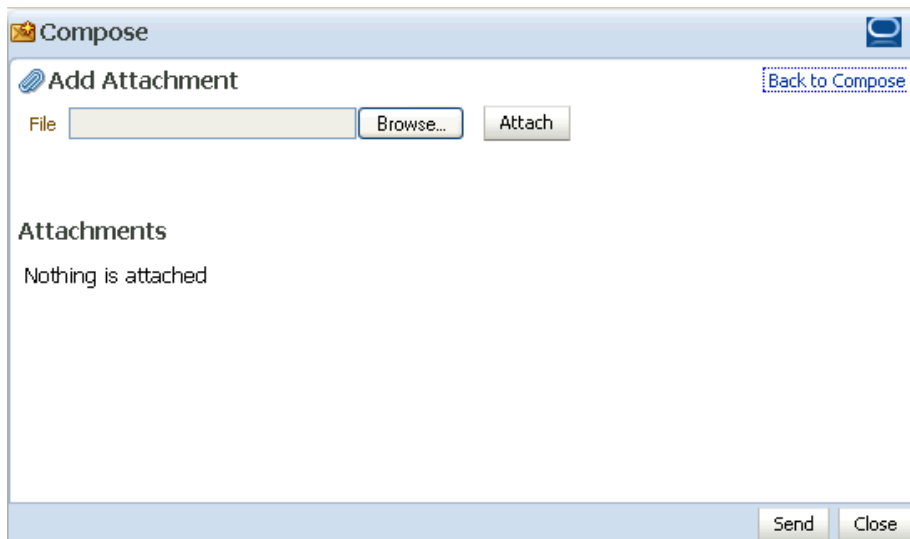 Compose
Add Attachment
Back to Compose
File
Browse...
Attach
Attachments
Nothing is attached
Send
Close